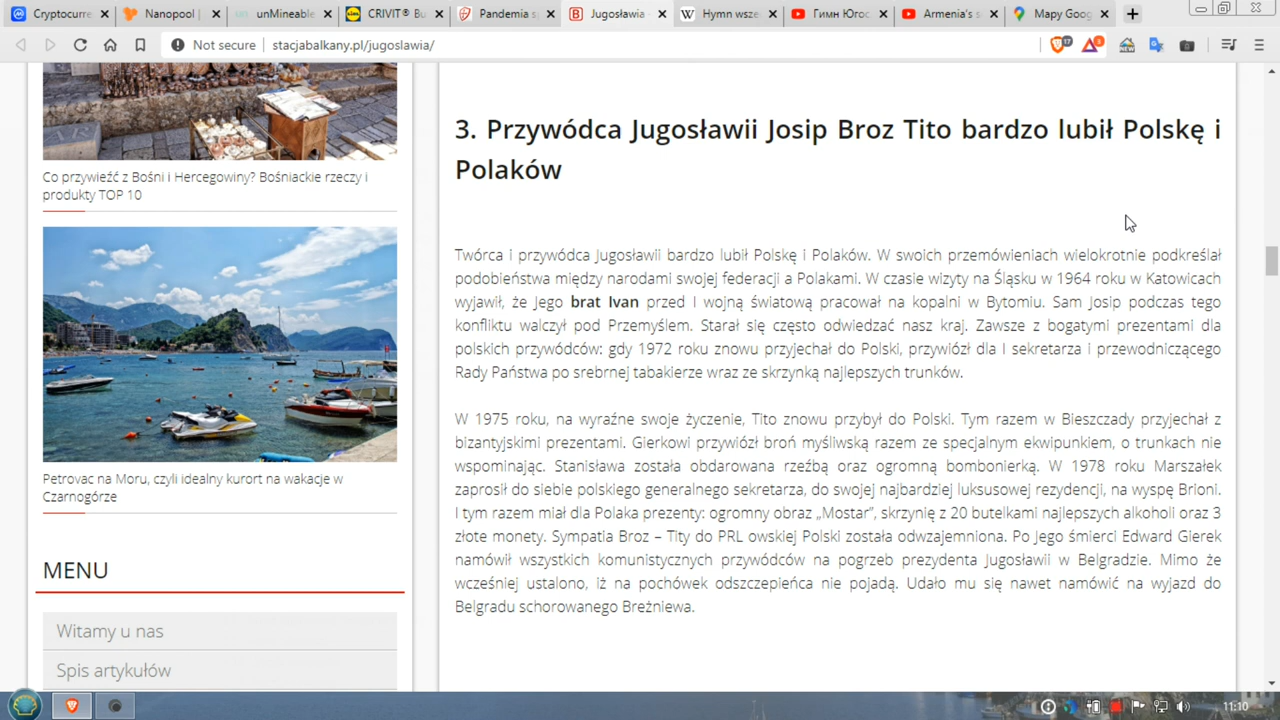 Cryptocurre
Nanopool |
unMineable
CRIVIT® Bu
Pandemia s
Jugosławia -
Hymn wsze
Гимн Югос
Armenia's s
Mapy Goog
Not secure
stacjabalkany.pl/jugoslawia/
Co przywieźć z Bośni i Hercegowiny? Bośniackie rzeczy i
produkty TOP 10
Petrovac na Moru, czyli idealny kurort na wakacje w
Czarnogórze
MENU
Witamy u nas
Spis artykułów
3. Przywódca Jugosławii Josip Broz Tito bardzo lubił Polskę i
Polaków
Twórca i przywódca Jugosławii bardzo lubił Polskę i Polaków. W swoich przemówieniach wielokrotnie podkreślał
podobieństwa między narodami swojej federacji a Polakami. W czasie wizyty na Śląsku w 1964 roku w Katowicach
wyjawił, że Jego brat Ivan przed I wojną światową pracował na kopalni w Bytomiu. Sam Josip podczas tego
konfliktu walczył pod Przemyślem. Starał się często odwiedzać nasz kraj. Zawsze z bogatymi prezentami dla
polskich przywódców: gdy 1972 roku znowu przyjechał do Polski, przywiózł dla I sekretarza i przewodniczącego
Rady Państwa po srebrnej tabakierze wraz ze skrzynką najlepszych trunków.
W 1975 roku, na wyraźne swoje życzenie, Tito znowu przybył do Polski. Tym razem w Bieszczady przyjechał z
bizantyjskimi prezentami. Gierkowi przywiózł broń myśliwską razem ze specjalnym ekwipunkiem, o trunkach nie
wspominając. Stanisława została obdarowana rzeźbą oraz ogromną bombonierką. W 1978 roku Marszałek
zaprosił do siebie polskiego generalnego sekretarza, do swojej najbardziej luksusowej rezydencji, na wyspę Brioni.
I tym razem miał dla Polaka prezenty: ogromny obraz „Mostar”, skrzynię z 20 butelkami najlepszych alkoholi oraz 3
złote monety. Sympatia Broz – Tity do PRL owskiej Polski została odwzajemniona. Po Jego śmierci Edward Gierek
namówił wszystkich komunistycznych przywódców na pogrzeb prezydenta Jugosławii w Belgradzie. Mimo że
wcześniej ustalono, iż na pochówek odszczepieńca nie pojadą. Udało mu się nawet namówić na wyjazd do
Belgradu schorowanego Breżniewa.
11:10